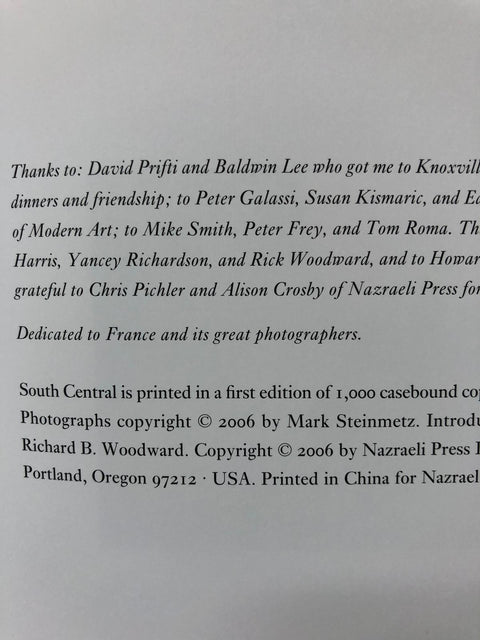 Thanks to: David Prifti and Baldwin Lee who got me to Knoxvill
dinners and friendship; to Peter Galassi, Susan Kismaric, and
of Modern Art; to Mike Smith, Peter Frey, and Tom Roma. Th
Harris, Yancey Richardson, and Rick Woodward, and to Howar
grateful to Chris Pichler and Alison Crosby of Nazraeli Press for
Dedicated to France and its great photographers.
South Central is printed in a first edition of 1,000 casebound co
Photographs copyright © 2006 by Mark Steinmetz. Introdu
Richard B. Woodward. Copyright © 2006 by Nazraeli Press
Portland, Oregon 97212 · USA. Printed in China for Nazrael